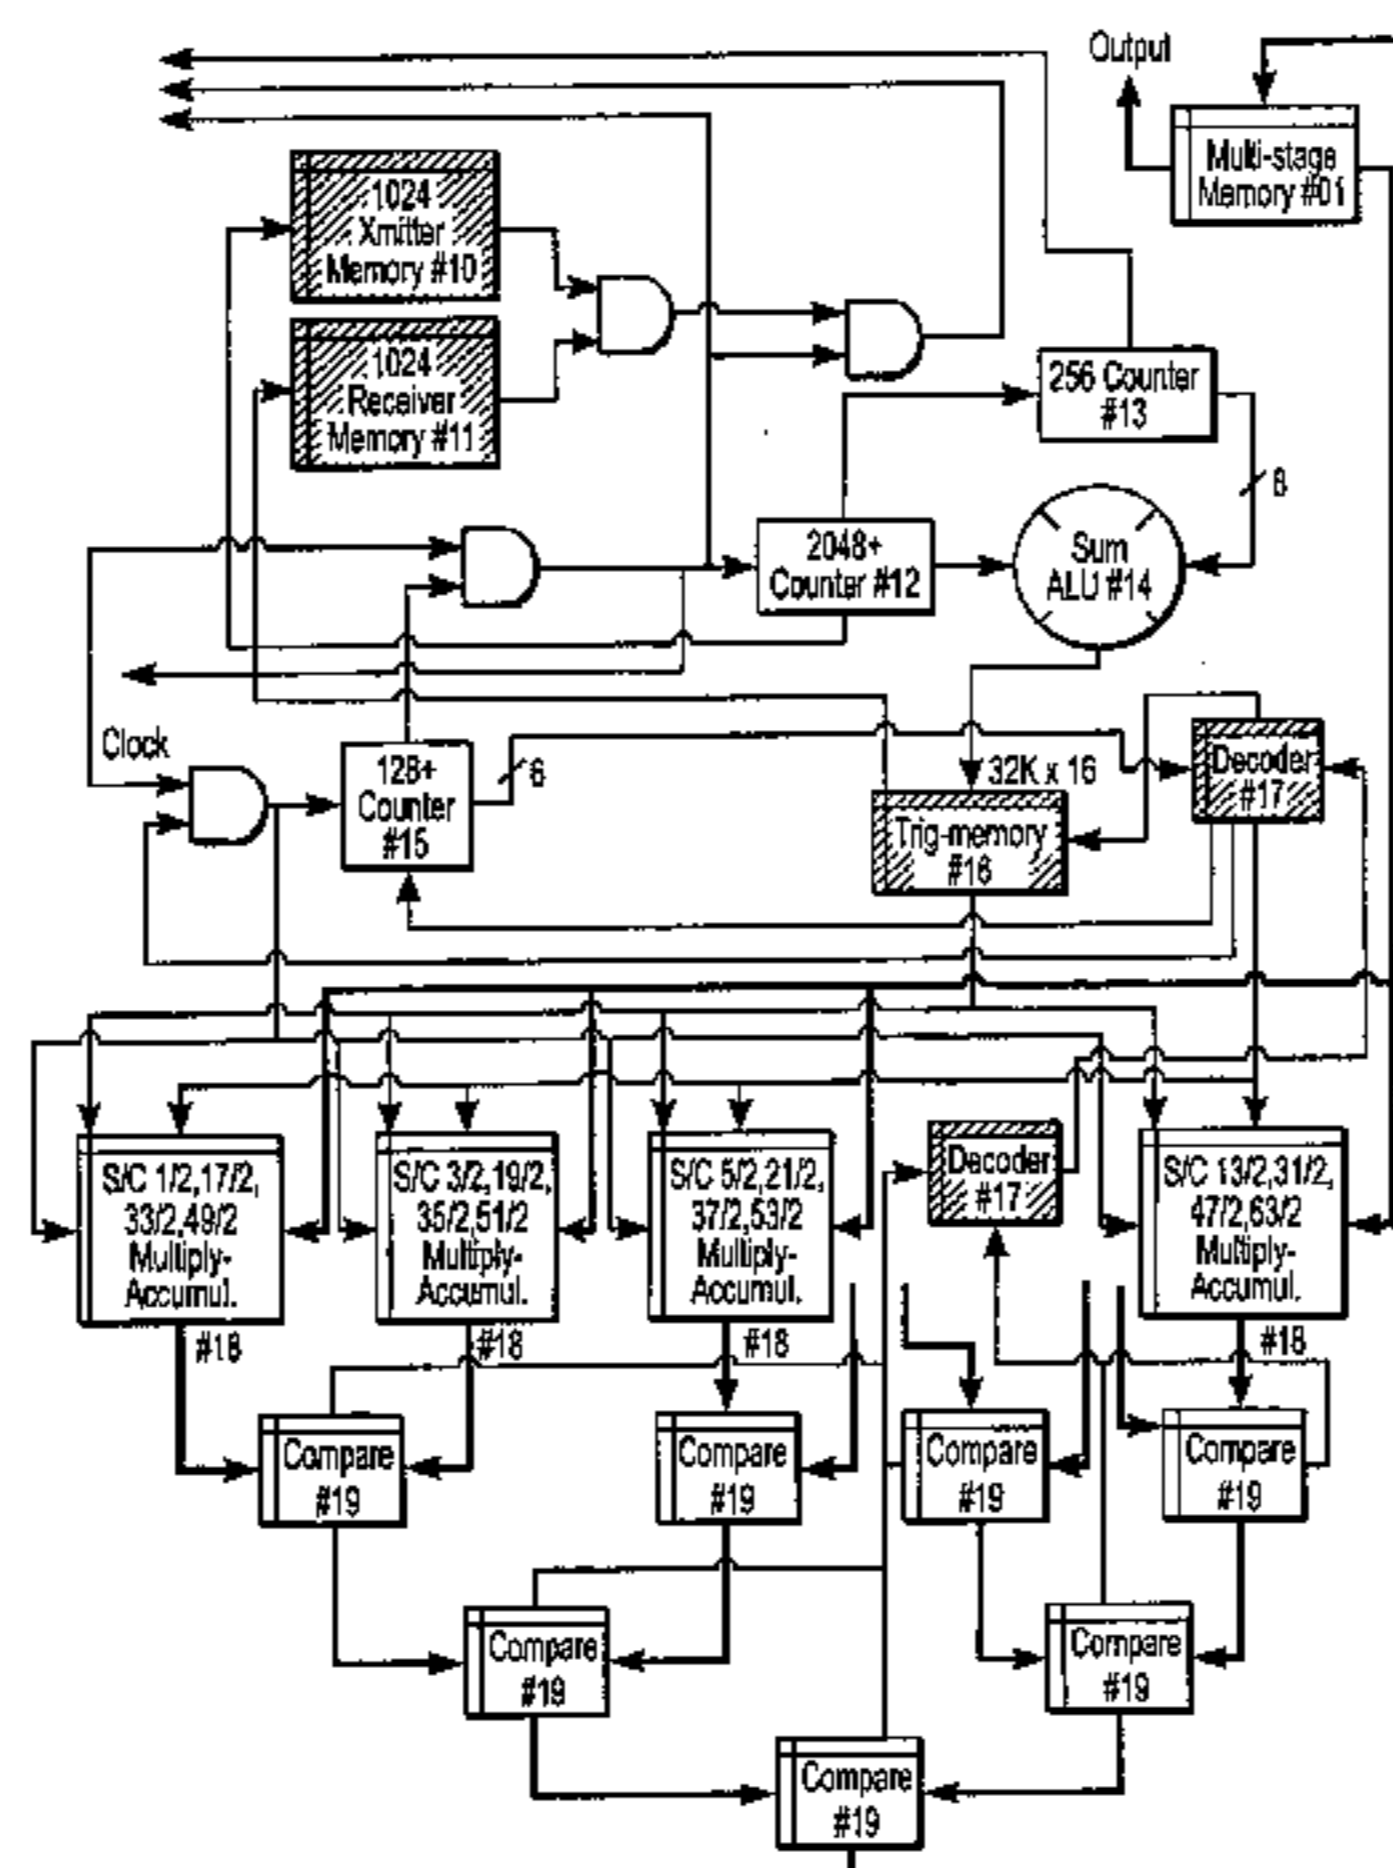 Output
Multi-stage
Memory #01
1024
Xmitter
Memory #10
1024
Receiver
Memory #11
256 Counter
#13
8
2048+
Counter #12
Sum
ALU #14
Clock
128+
Counter
#15
6
32K x 16
Trig-memory
#16
Decoder
#17
S/C 1/2,17/2,
33/2,49/2
Multiply-
Accumul.
#18
S/C 3/2,19/2,
35/2,51/2
Multiply-
Accumul.
#18
S/C 5/2,21/2,
37/2,53/2
Multiply-
Accumul.
#18
Decoder
#17
S/C 13/2,31/2,
47/2,63/2
Multiply-
Accumul.
#18
Compare
#19
Compare
#19
Compare
#19
Compare
#19
Compare
#19
Compare
#19
Compare
#19